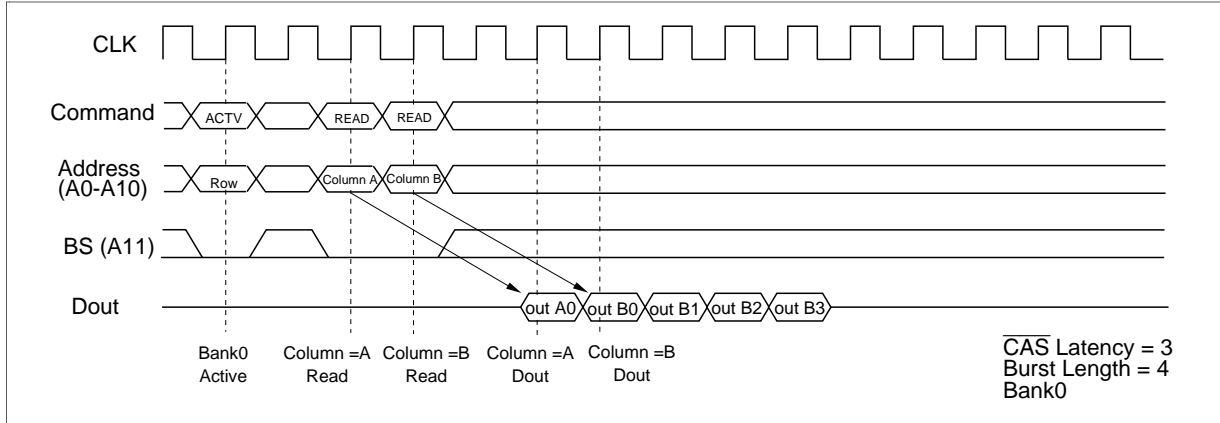 CLK
Command
ACTV
READ
READ
Address
(A0-A10)
Row
Column A
Column B
BS (A11)
Dout
out A0
out B0
out B1
out B2
out B3
Bank0
Active
Column =A
Read
Column =B
Read
Column =A
Dout
Column =B
Dout
CAS Latency = 3
Burst Length = 4
Bank0